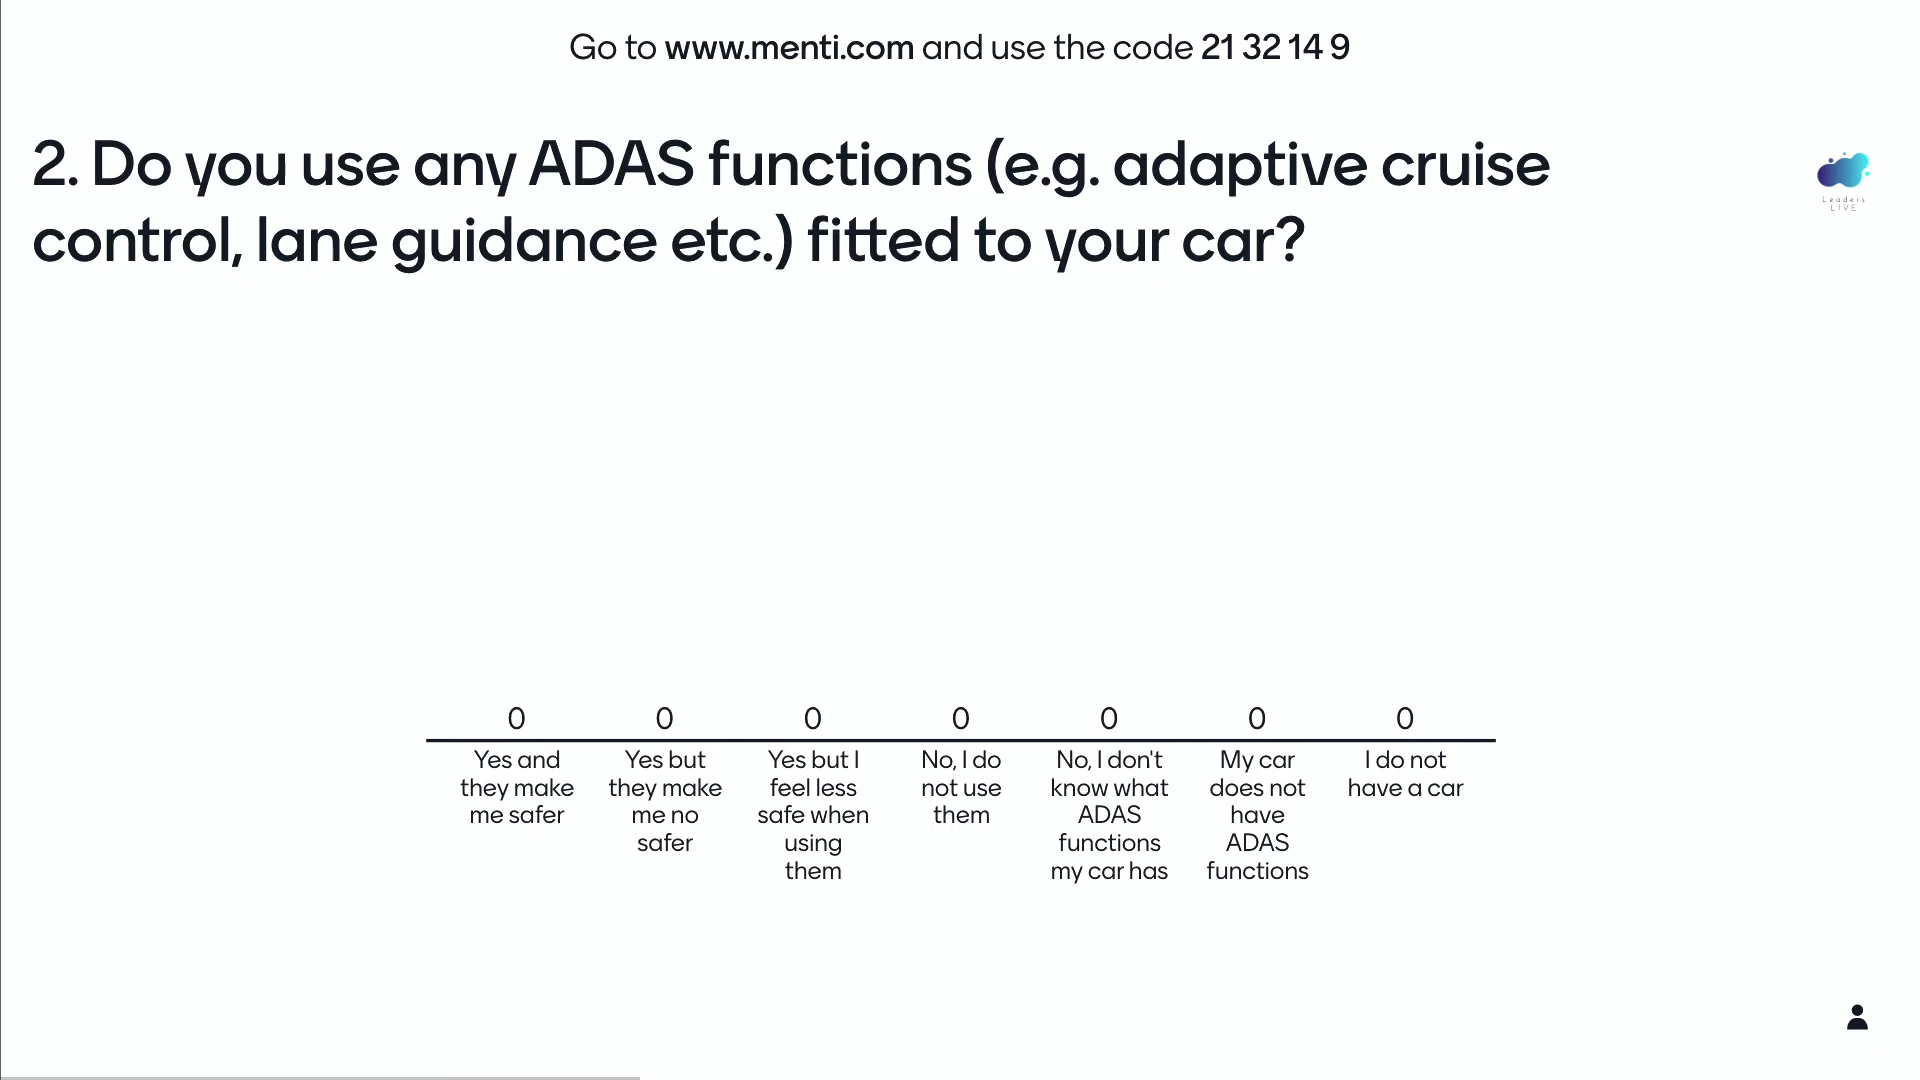 Go to www.menti.com and use the code 21 32 14 9
2. Do you use any ADAS functions (e.g. adaptive cruise
control, lane guidance etc.) fitted to your car?
Leaders
LIVE
0 0 0 0 0 0 0
Yes and
they make
me safer
Yes but
they make
me no
safer
Yes but I
feel less
safe when
using
them
No, I do
not use
them
No, I don't
know what
ADAS
functions
my car has
My car
does not
have
ADAS
functions
I do not
have a car